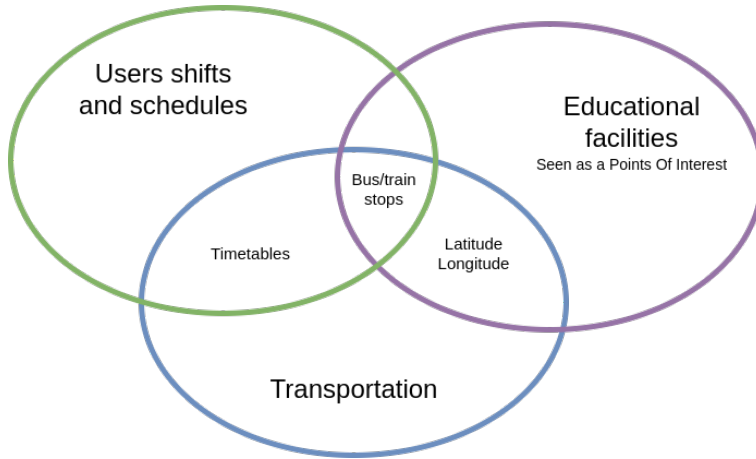 Users shifts
and schedules
Educational
facilities
Seen as a Points Of Interest
Bus/train
stops
Timetables
Latitude
Longitude
Transportation